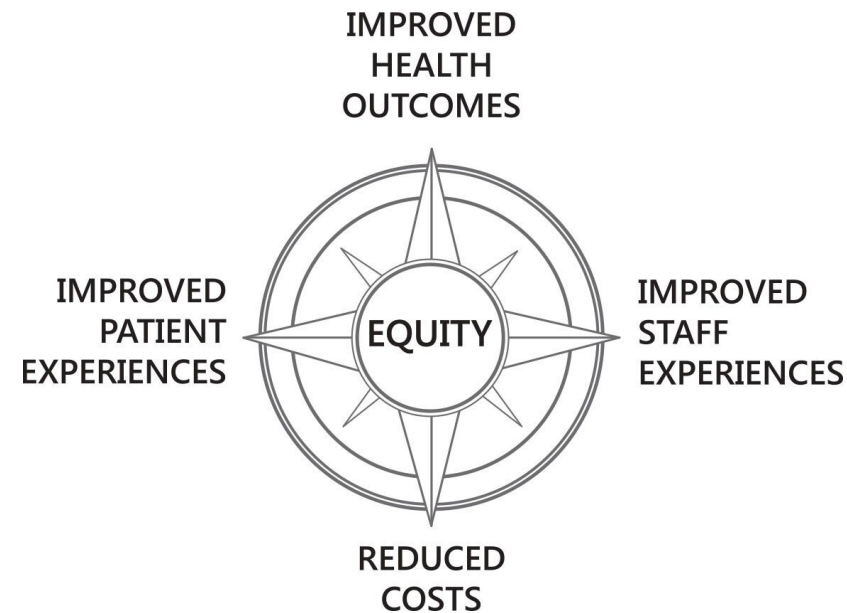 IMPROVED
HEALTH
OUTCOMES
IMPROVED
PATIENT
EXPERIENCES
EQUITY
IMPROVED
STAFF
EXPERIENCES
REDUCED
COSTS